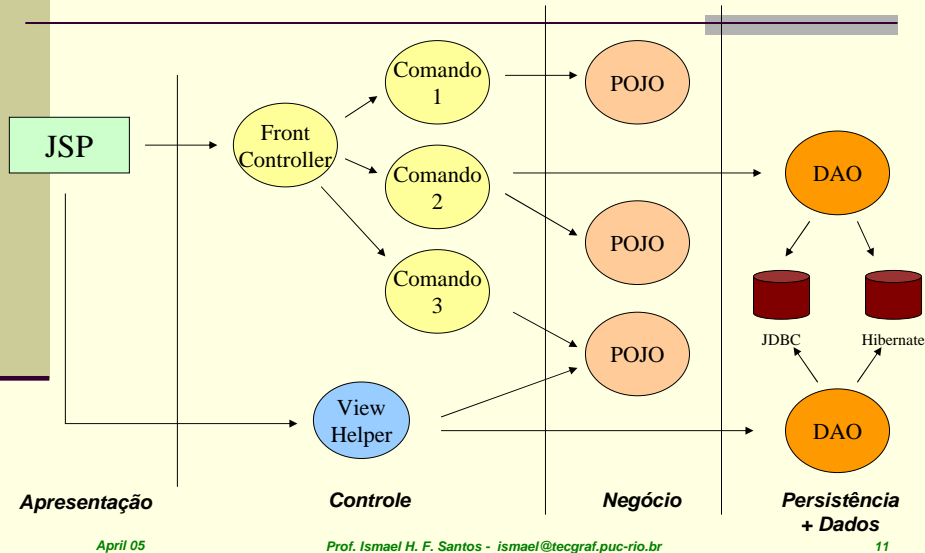 JSP
Front
Controller
Comando
1
Comando
2
Comando
3
View
Helper
POJO
POJO
POJO
DAO
JDBC
Hibernate
DAO
Apresentação
Controle
Negócio
Persistência
+ Dados
April 05
Prof. Ismael H. F. Santos - ismael@tecgraf.puc-rio.br
11